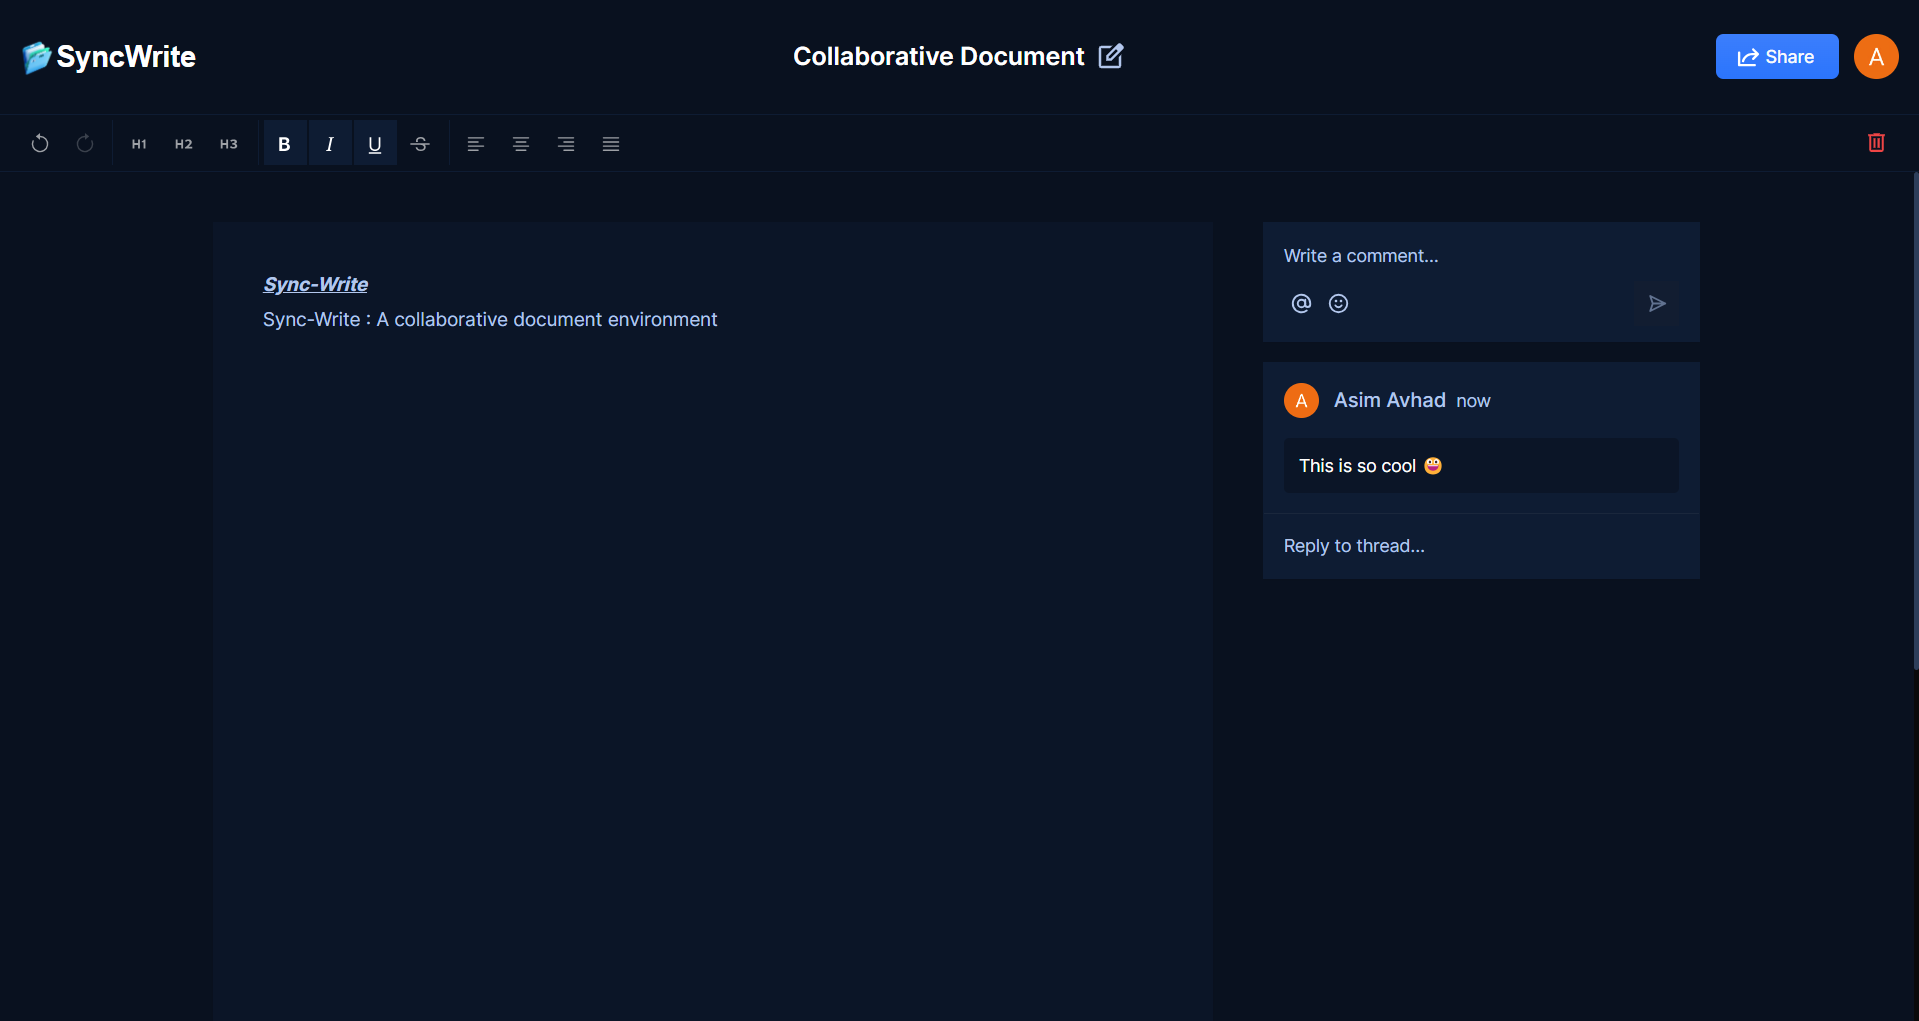 SyncWrite
Collaborative Document
Share
A
H1 H2 H3 B I U S
Sync-Write
Sync-Write : A collaborative document environment
Write a comment...
@
A
Asim Avhad now
This is so cool 😀
Reply to thread...